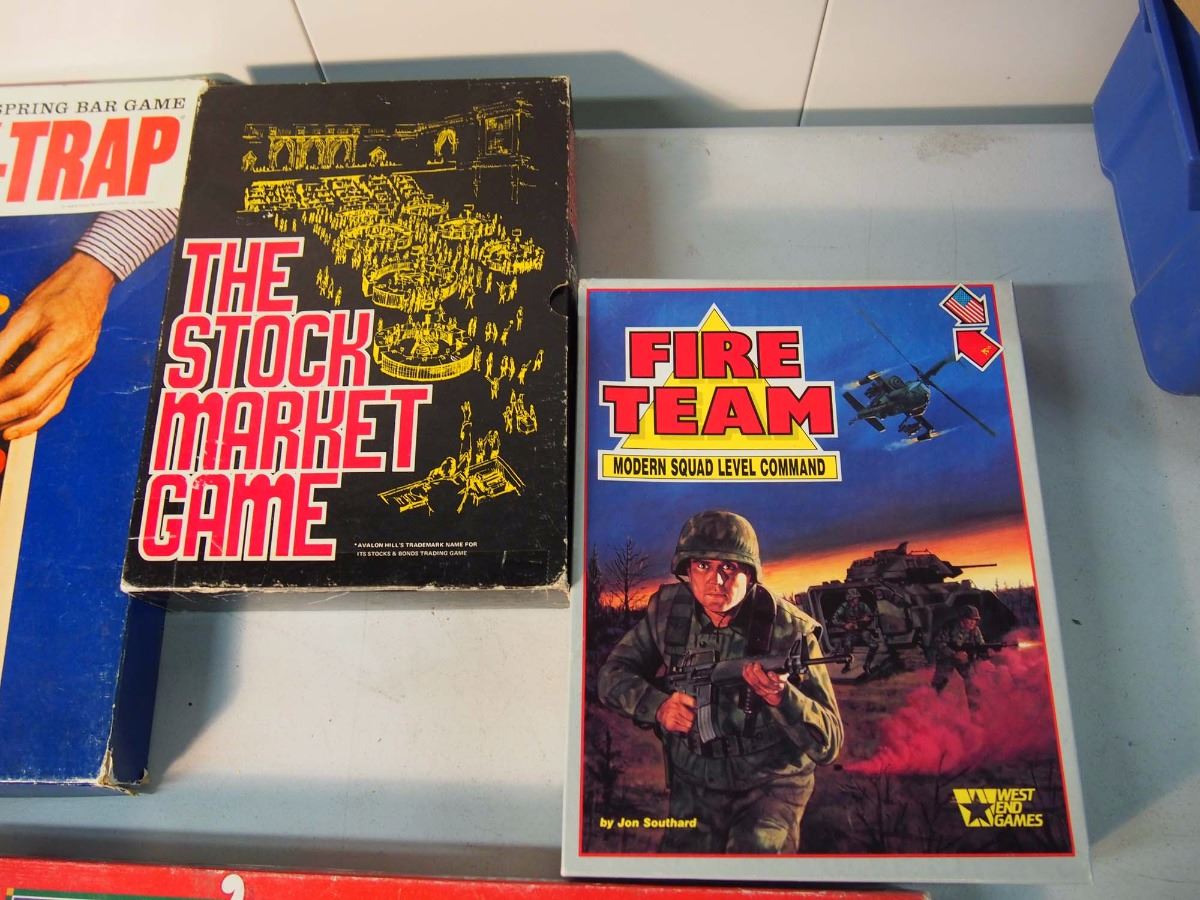 SPRING BAR GAME
-TRAP
THE
STOCK
MARKET
GAME
*AVALON HILL'S TRADEMARK NAME FOR
ITS STOCKS & BONDS TRADING GAME
FIRE
TEAM
MODERN SQUAD LEVEL COMMAND
by Jon Southard
WEST
END
GAMES